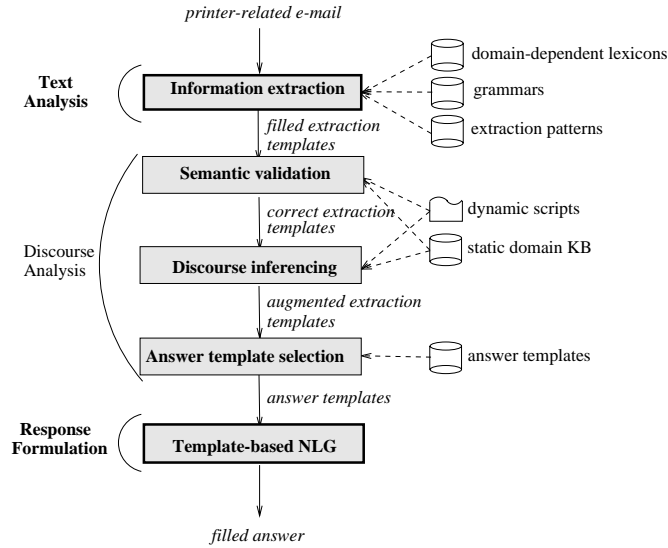 printer-related e-mail
domain-dependent lexicons
Text
Analysis
Information extraction
grammars
filled extraction
templates
extraction patterns
Semantic validation
correct extraction
templates
dynamic scripts
static domain KB
Discourse
Analysis
Discourse inferencing
augmented extraction
templates
Answer template selection
answer templates
answer templates
Response
Formulation
Template-based NLG
filled answer